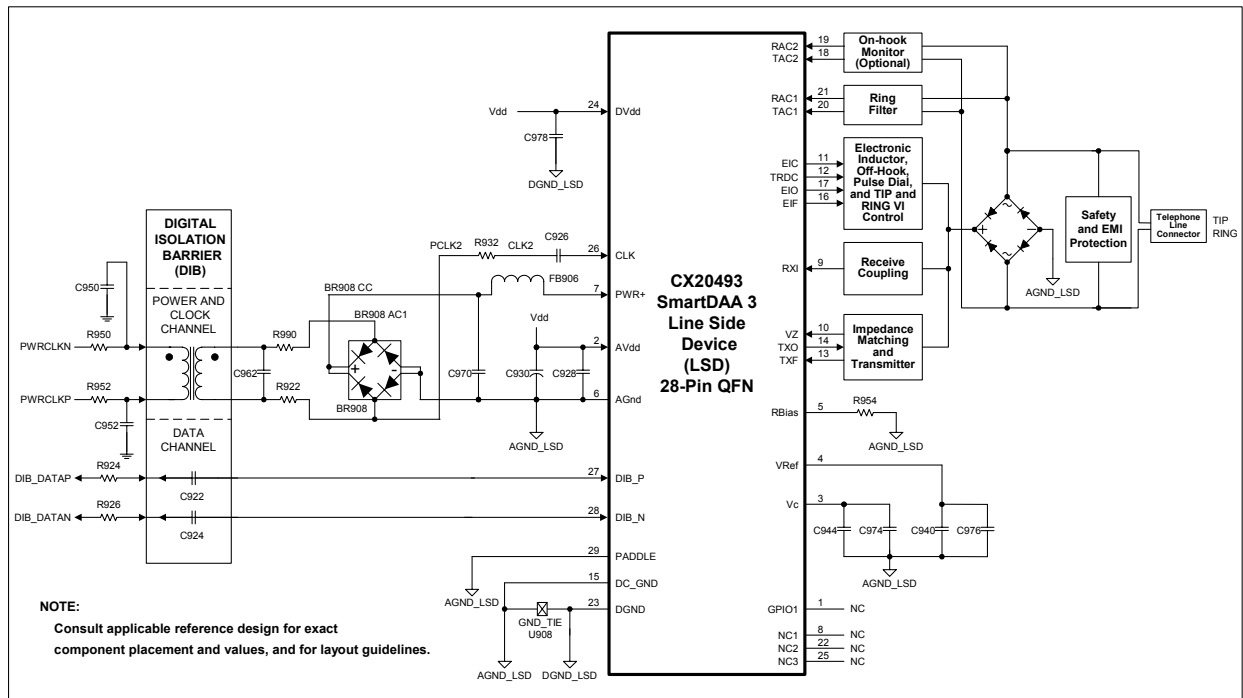 RAC2
TAC2
19
18
On-hook
Monitor
(Optional)
RAC1
TAC1
21
20
Ring
Filter
Vdd
24
DVdd
C978
DGND_LSD
EIC
TRDC
EIO
EIF
11
12
17
16
Electronic
Inductor,
Off-Hook,
Pulse Dial,
and TIP and
RING VI
Control
~
+
-
~
AGND_LSD
Safety
and EMI
Protection
Telephone
Line
Connector
TIP
RING
DIGITAL
ISOLATION
BARRIER
(DIB)
POWER AND
CLOCK
CHANNEL
C950
R950
PWRCLKN
R952
PWRCLKP
C952
C962
R990
R922
PCLK2
R932
CLK2
C926
26
CLK
BR908 CC
FB906
7
PWR+
BR908 AC1
~
+
-
~
BR908
Vdd
2
AVdd
C970
C930
C928
6
AGnd
AGND_LSD
CX20493
SmartDAA 3
Line Side
Device
(LSD)
28-Pin QFN
RXI
9
Receive
Coupling
VZ
TXO
TXF
10
14
13
Impedance
Matching
and
Transmitter
RBias
5
R954
AGND_LSD
DATA
CHANNEL
DIB_DATAP
R924
C922
27
DIB_P
DIB_DATAN
R926
C924
28
DIB_N
VRef
4
Vc
3
C944
C974
C940
C976
AGND_LSD
29
PADDLE
AGND_LSD
15
DC_GND
23
DGND
GND_TIE
U908
AGND_LSD
DGND_LSD
GPIO1
1
NC
NC1
8
NC
NC2
22
NC
NC3
25
NC
NOTE:
Consult applicable reference design for exact
component placement and values, and for layout guidelines.